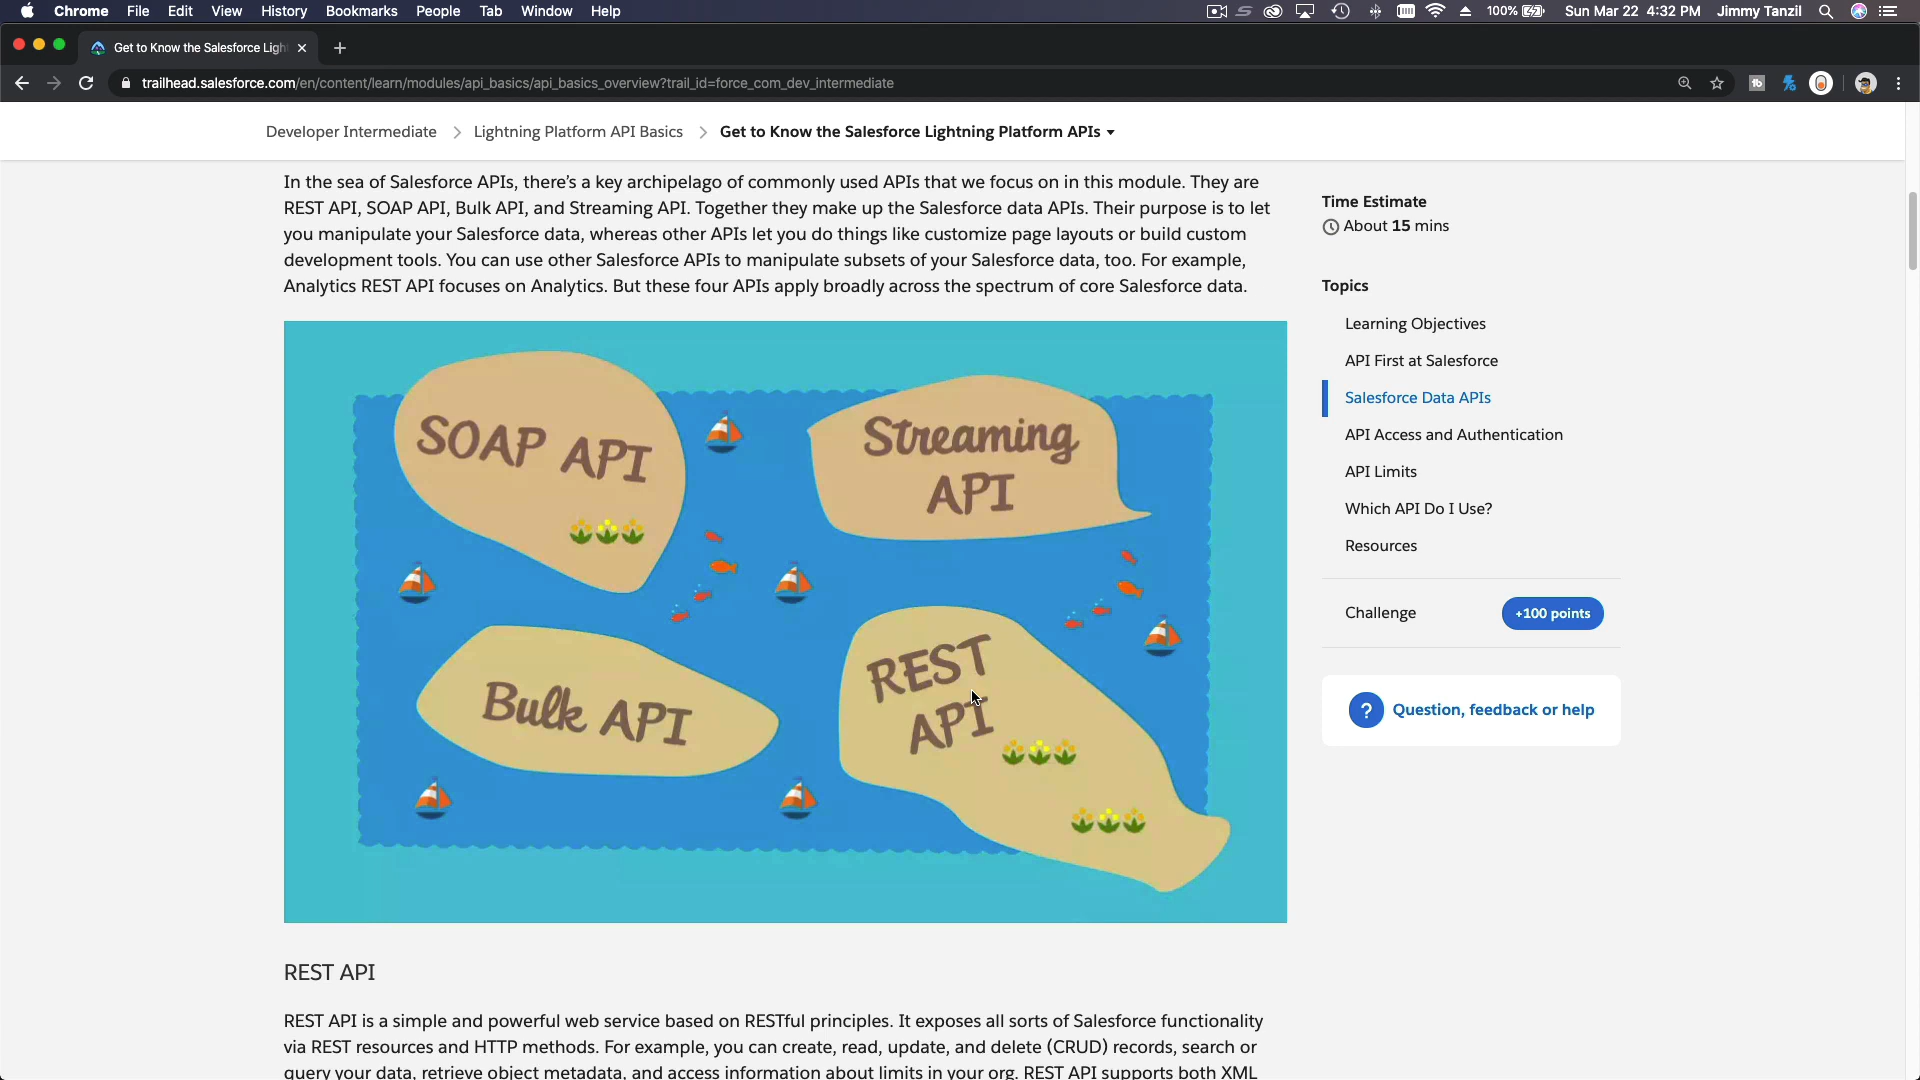 Chrome File Edit View History Bookmarks People Tab Window Help 100% Sun Mar 22 4:32 PM Jimmy Tanzil
Get to Know the Salesforce Ligh
trailhead.salesforce.com/en/content/learn/modules/api_basics/api_basics_overview?trail_id=force_com_dev_intermediate
Developer Intermediate > Lightning Platform API Basics > Get to Know the Salesforce Lightning Platform APIs
In the sea of Salesforce APIs, there's a key archipelago of commonly used APIs that we focus on in this module. They are
REST API, SOAP API, Bulk API, and Streaming API. Together they make up the Salesforce data APIs. Their purpose is to let
you manipulate your Salesforce data, whereas other APIs let you do things like customize page layouts or build custom
development tools. You can use other Salesforce APIs to manipulate subsets of your Salesforce data, too. For example,
Analytics REST API focuses on Analytics. But these four APIs apply broadly across the spectrum of core Salesforce data.
SOAP API
Streaming
API
Bulk API
REST
API
REST API
REST API is a simple and powerful web service based on RESTful principles. It exposes all sorts of Salesforce functionality
via REST resources and HTTP methods. For example, you can create, read, update, and delete (CRUD) records, search or
query your data, retrieve object metadata, and access information about limits in your org. REST API supports both XML
Time Estimate
About 15 mins
Topics
Learning Objectives
API First at Salesforce
Salesforce Data APIs
API Access and Authentication
API Limits
Which API Do I Use?
Resources
Challenge +100 points
? Question, feedback or help